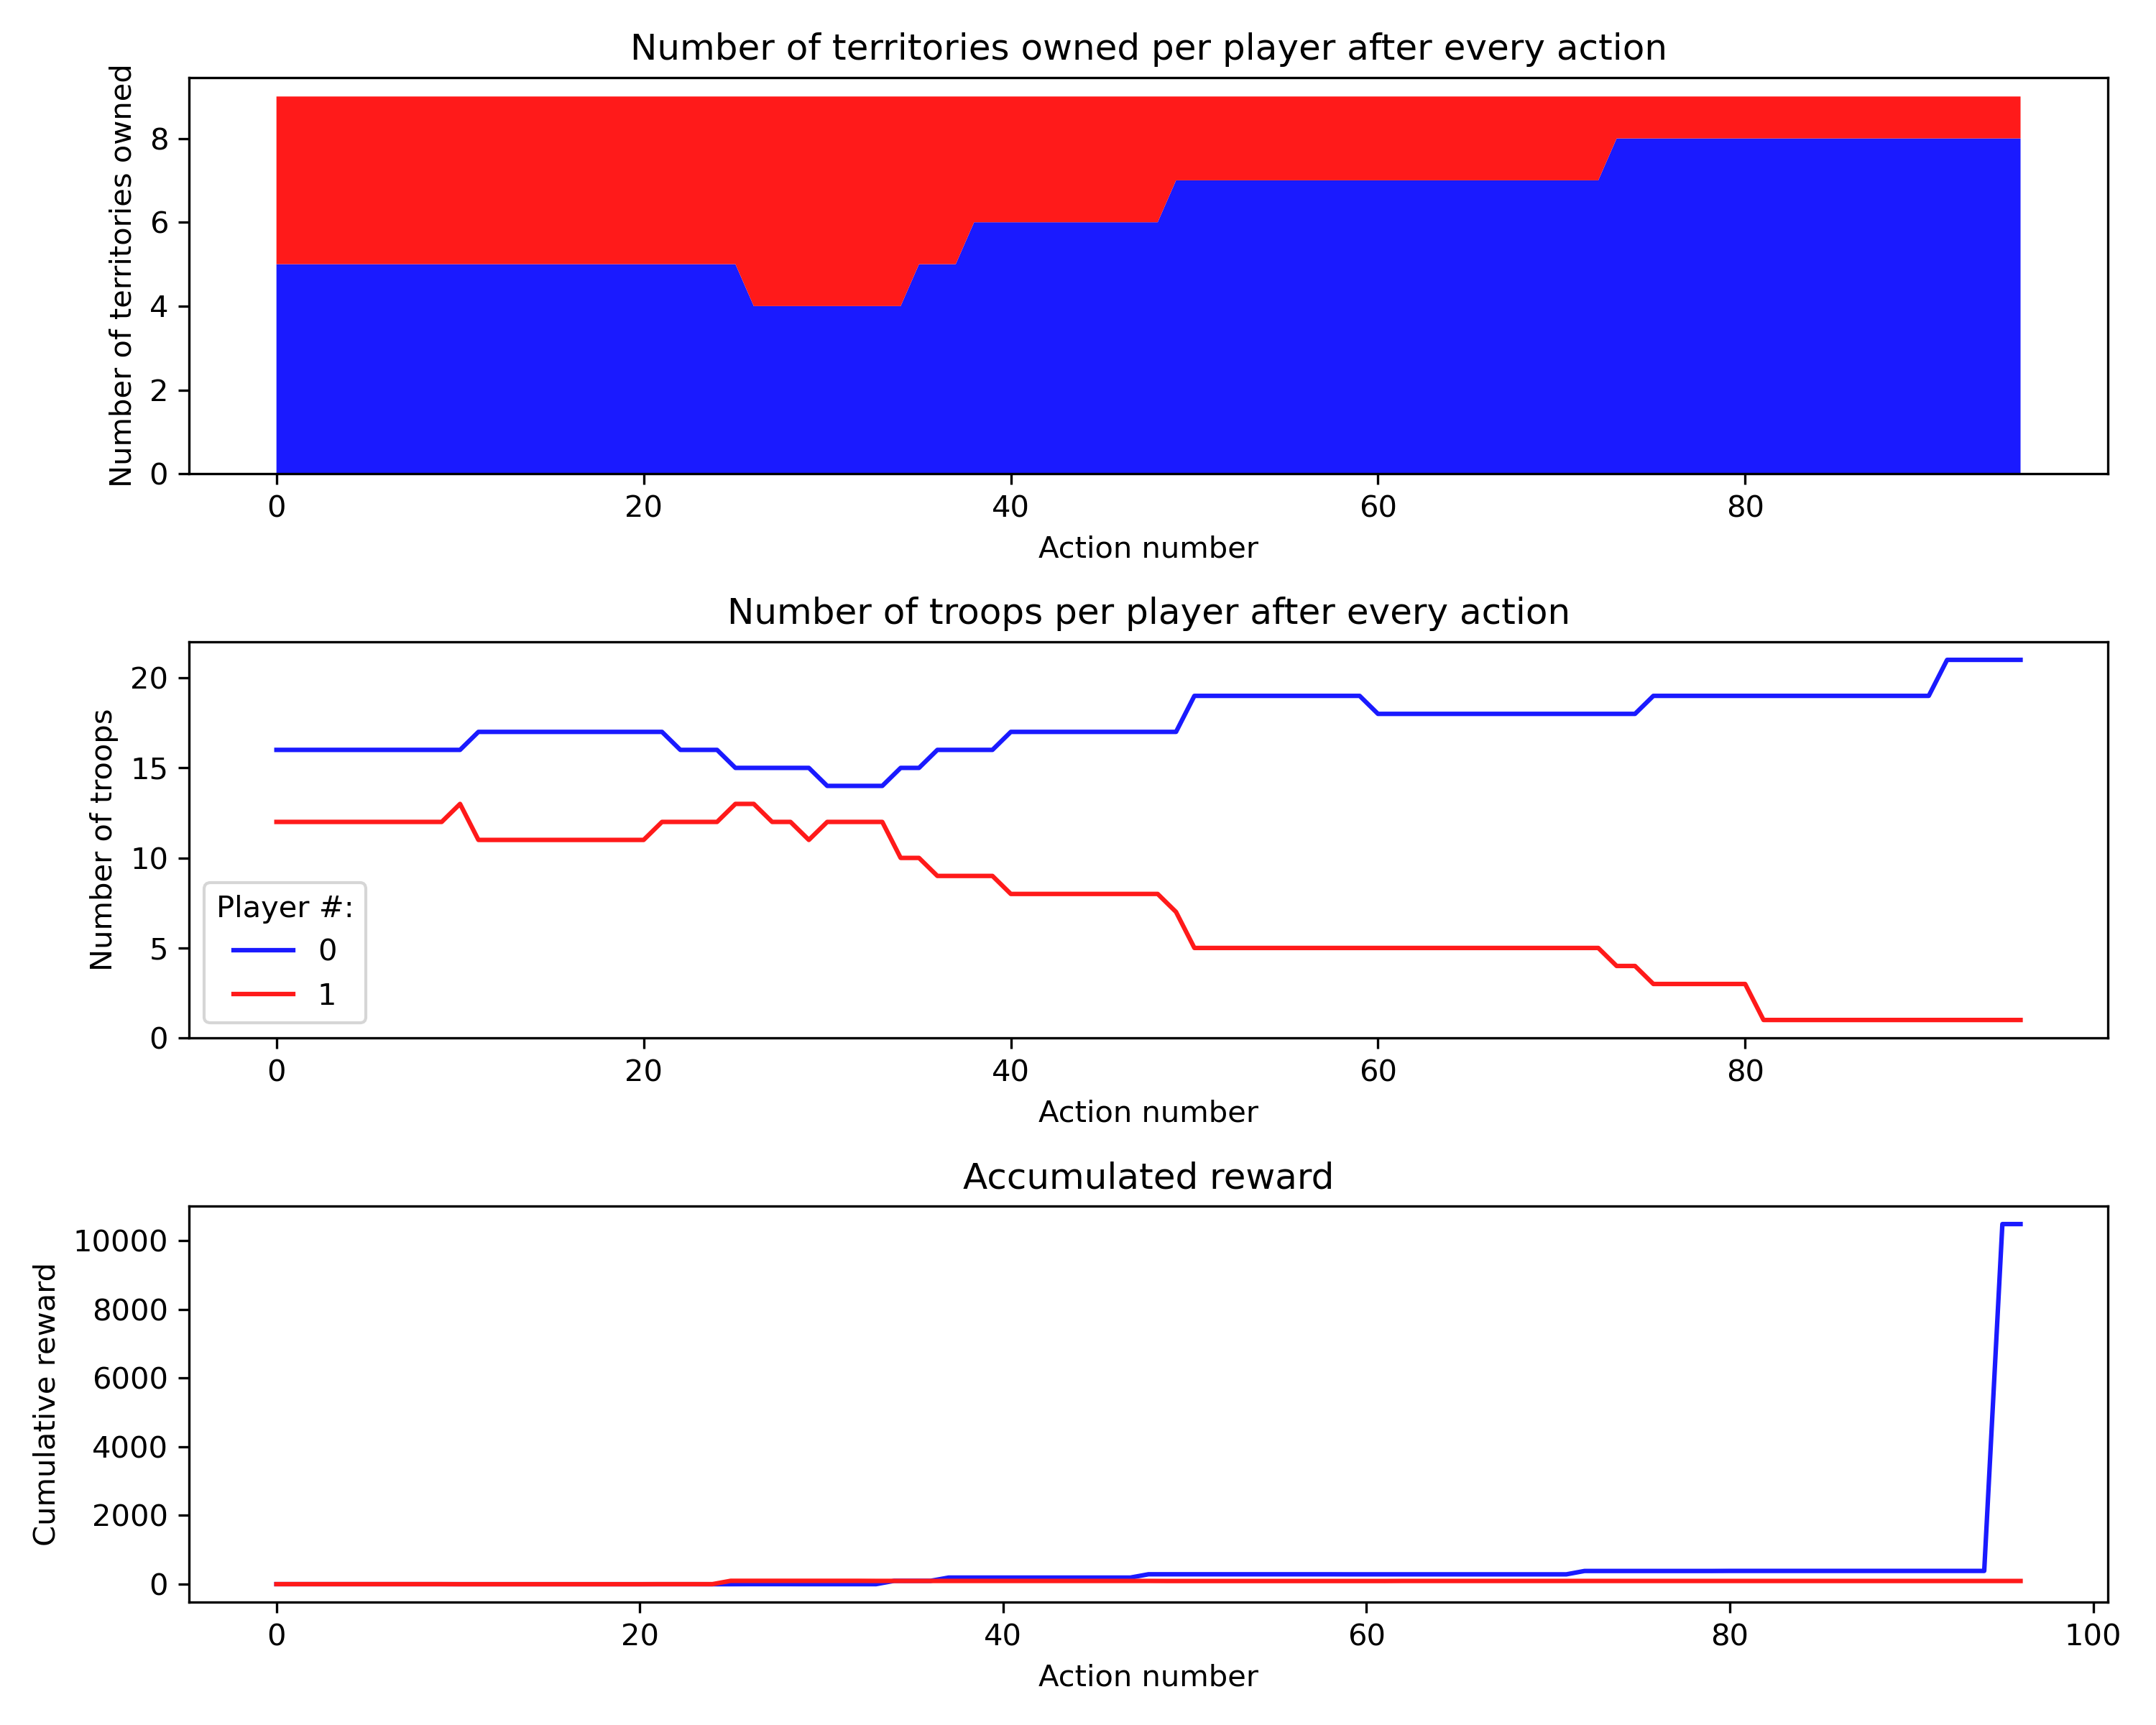 Number of territories owned per player after every action
Number of territories owned
8
6
4
2
0
0 20 40 60 80
Action number
Number of troops per player after every action
Number of troops
20
15
10
5
0
Player #:
0
1
0 20 40 60 80
Action number
Accumulated reward
Cumulative reward
10000
8000
6000
4000
2000
0
0 20 40 60 80 100
Action number